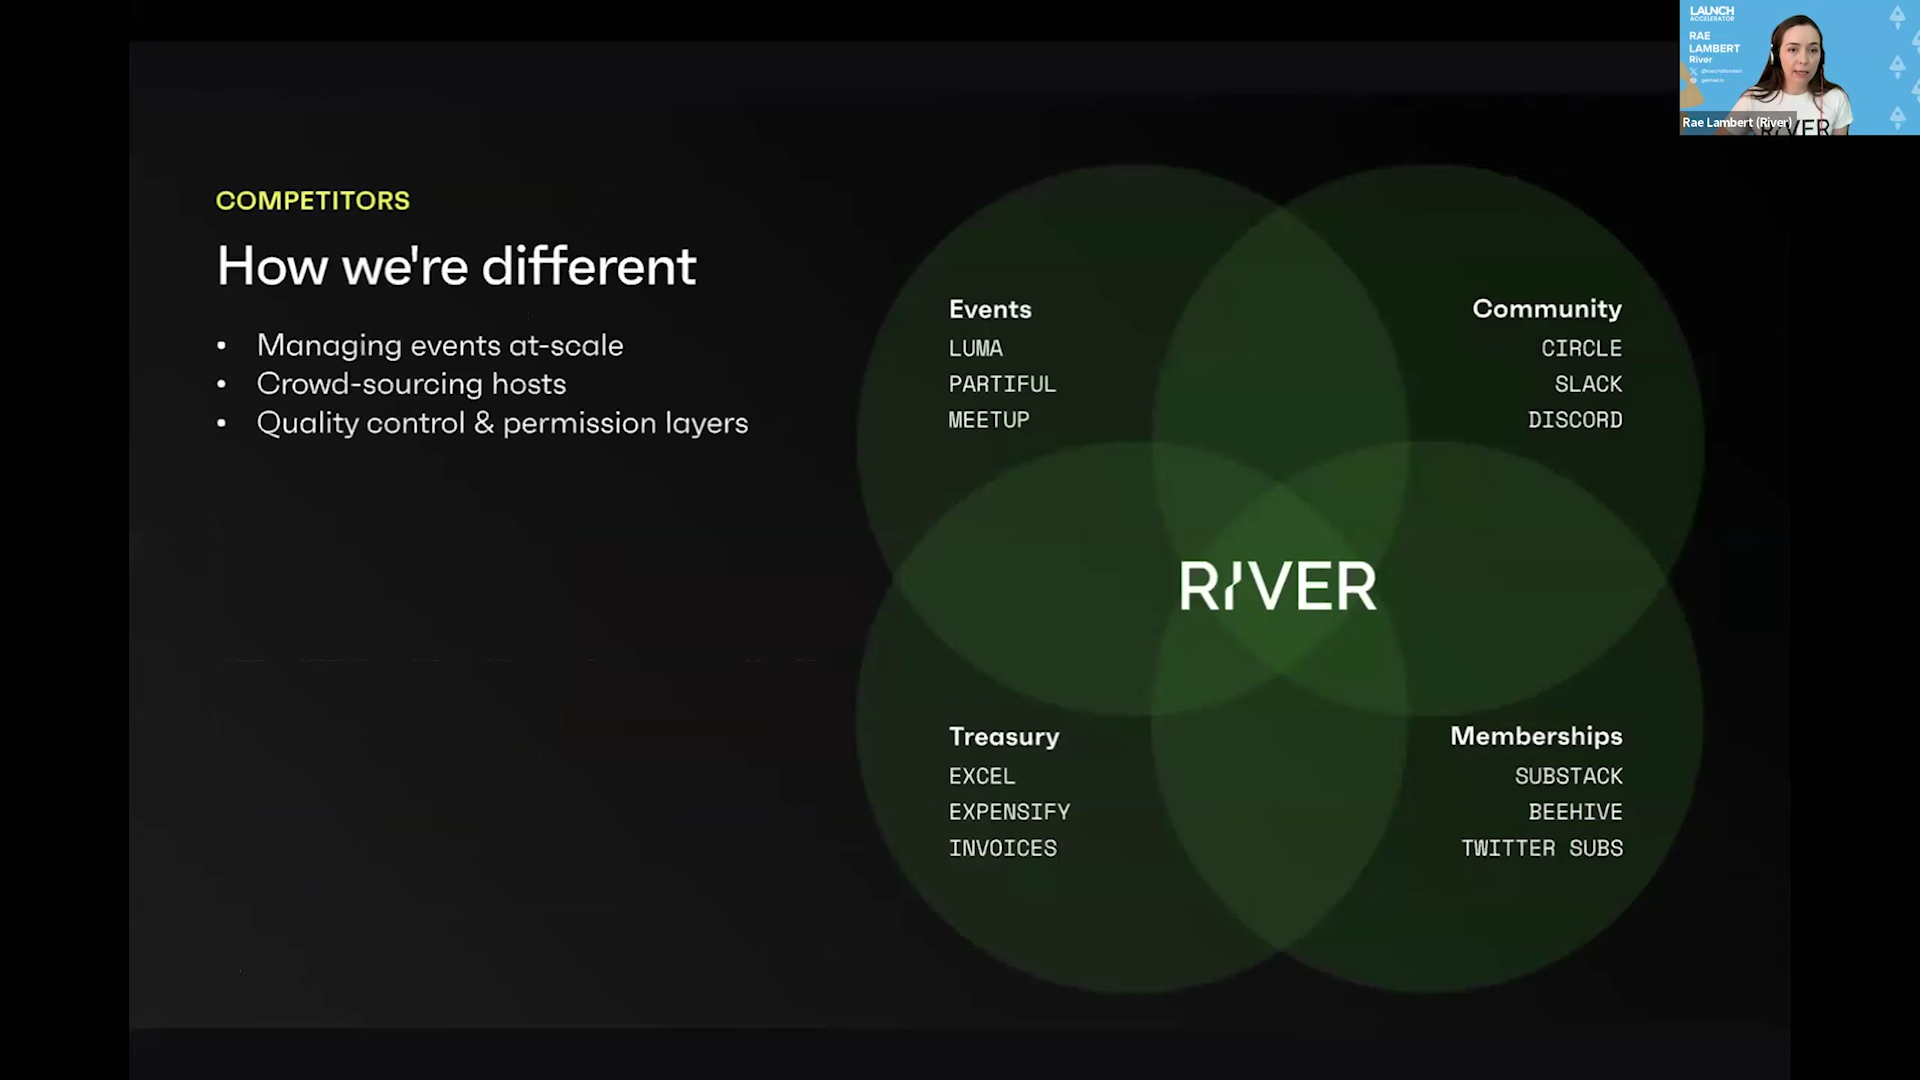 COMPETITORS
How we're different
• Managing events at-scale
• Crowd-sourcing hosts
• Quality control & permission layers
Events
LUMA
PARTIFUL
MEETUP
Community
CIRCLE
SLACK
DISCORD
RIVER
Treasury
EXCEL
EXPENSIFY
INVOICES
Memberships
SUBSTACK
BEEHIVE
TWITTER SUBS
LAUNCH
ACCELERATOR
RAE
LAMBERT
River
RIVER
Rae Lambert (River)